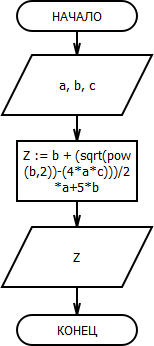 НАЧАЛО
a, b, c
Z := b + (sqrt(pow
(b,2))-(4*a*c)))/2
*a+5*b
Z
КОНЕЦ